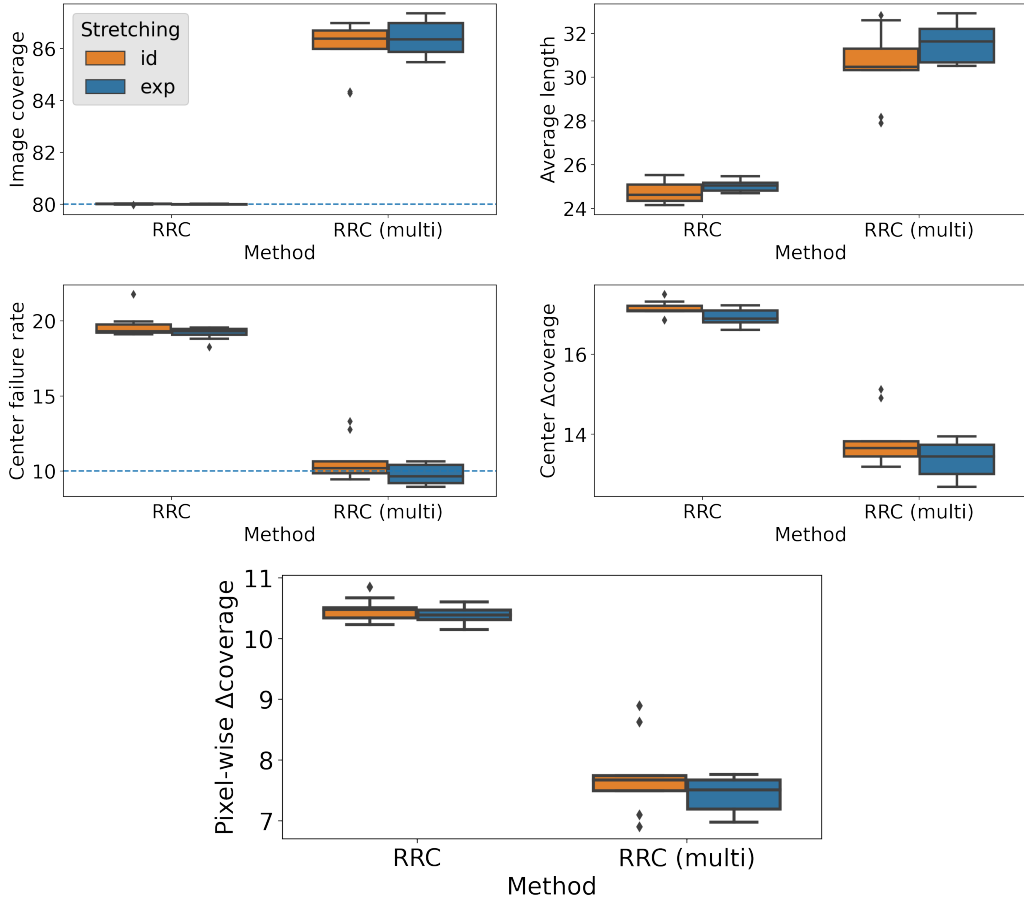 Image coverage
86
84
82
80
Stretching
id
exp
RRC
RRC (multi)
Method
Average length
32
30
28
26
24
RRC
RRC (multi)
Method
Center failure rate
20
15
10
RRC
RRC (multi)
Method
Center Δcoverage
16
14
RRC
RRC (multi)
Method
Pixel-wise Δcoverage
11
10
9
8
7
RRC
RRC (multi)
Method